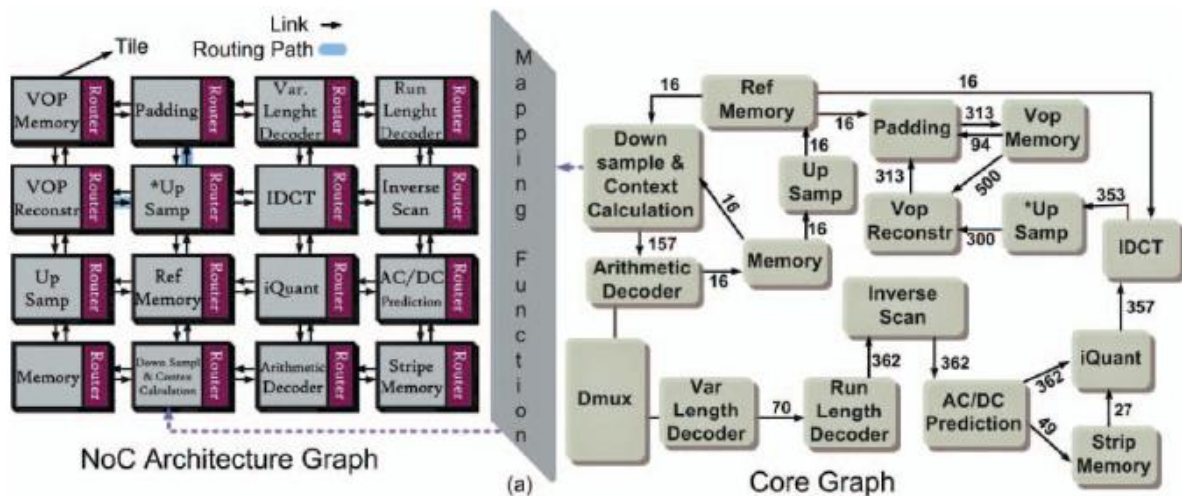 Link
Routing Path
Tile
VOP
Memory
Router
Padding
Router
Var.
Lenght
Decoder
Router
Run
Lenght
Decoder
Router
VOP
Reconstr
Router
*Up
Samp
Router
IDCT
Router
Inverse
Scan
Router
Up
Samp
Router
Ref
Memory
Router
iQuant
Router
AC/DC
Prediction
Router
Memory
Router
Down Sampl
& Contex
Calculation
Router
Arithmetic
Decoder
Router
Stripe
Memory
Router
NoC Architecture Graph
Mapping Function
(a)
16
Ref
Memory
16
16
Padding
313
94
Vop
Memory
Down
sample &
Context
Calculation
16
Up
Samp
313
500
353
16
16
Vop
Reconstr
300
*Up
Samp
IDCT
157
Arithmetic
Decoder
16
Memory
Inverse
Scan
357
362
362
iQuant
Dmux
Var
Length
Decoder
70
Run
Length
Decoder
AC/DC
Prediction
362
49
27
Strip
Memory
Core Graph